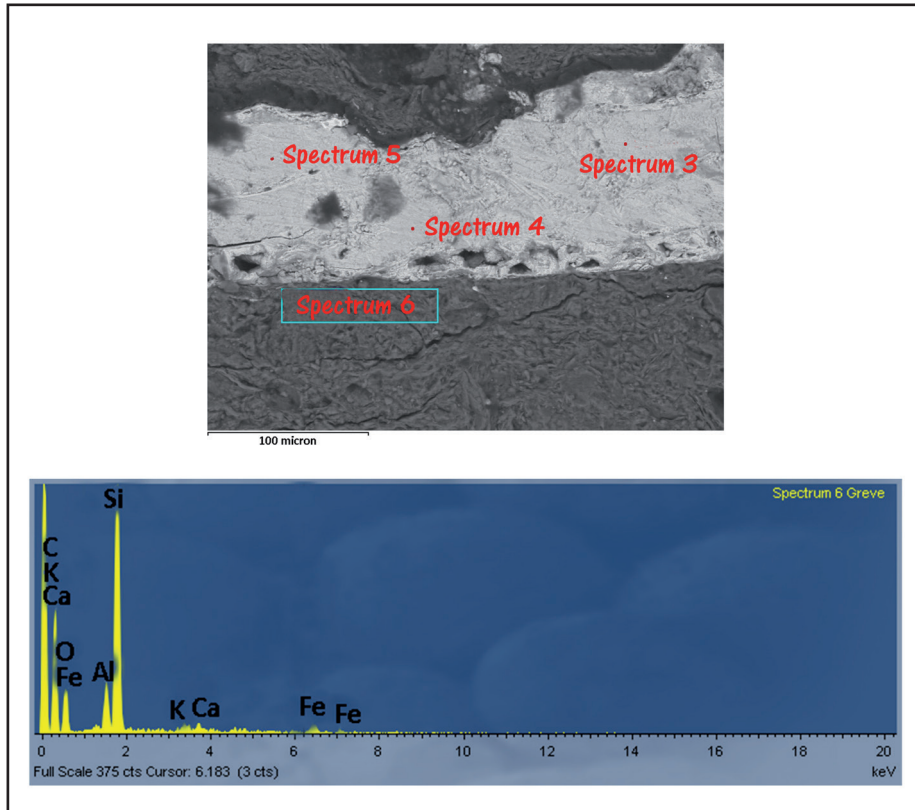 Spectrum 5
Spectrum 3
Spectrum 4
Spectrum 6
100 micron
Spectrum 6 Greve
Si
C
K
Ca
O
Fe
Al
K Ca
Fe
Fe
0 2 4 6 8 10 12 14 16 18 20
Full Scale 375 cts Cursor: 6.183 (3 cts)
keV